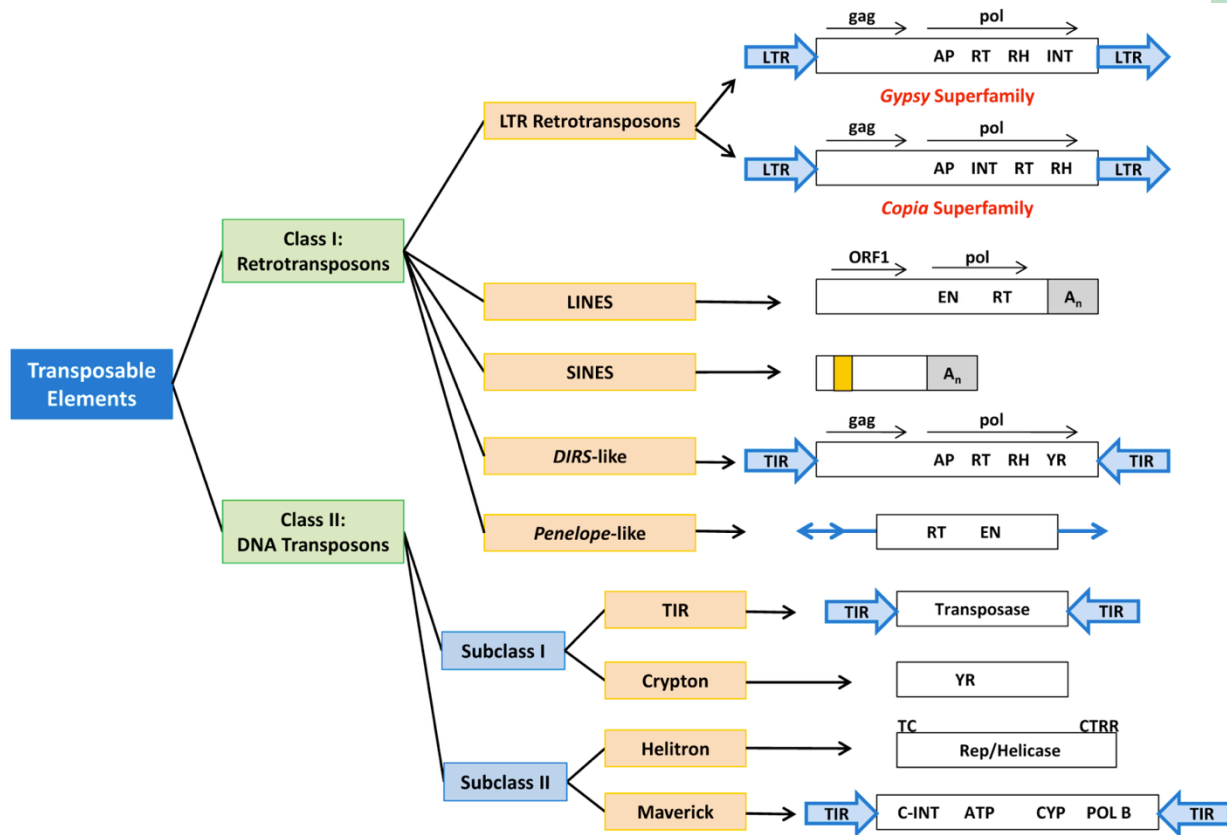 gag pol
LTR AP RT RH INT LTR
Gypsy Superfamily
LTR Retrotransposons
gag pol
LTR AP INT RT RH LTR
Copia Superfamily
Class I:
Retrotransposons
ORF1 pol
LINES
EN RT An
Transposable
Elements
SINES
An
gag pol
DIRS-like
TIR AP RT RH YR TIR
Class II:
DNA Transposons
Penelope-like
RT EN
TIR
TIR Transposase TIR
Subclass I
Crypton
YR
TC CTRR
Helitron
Rep/Helicase
Subclass II
Maverick
TIR C-INT ATP CYP POL B TIR